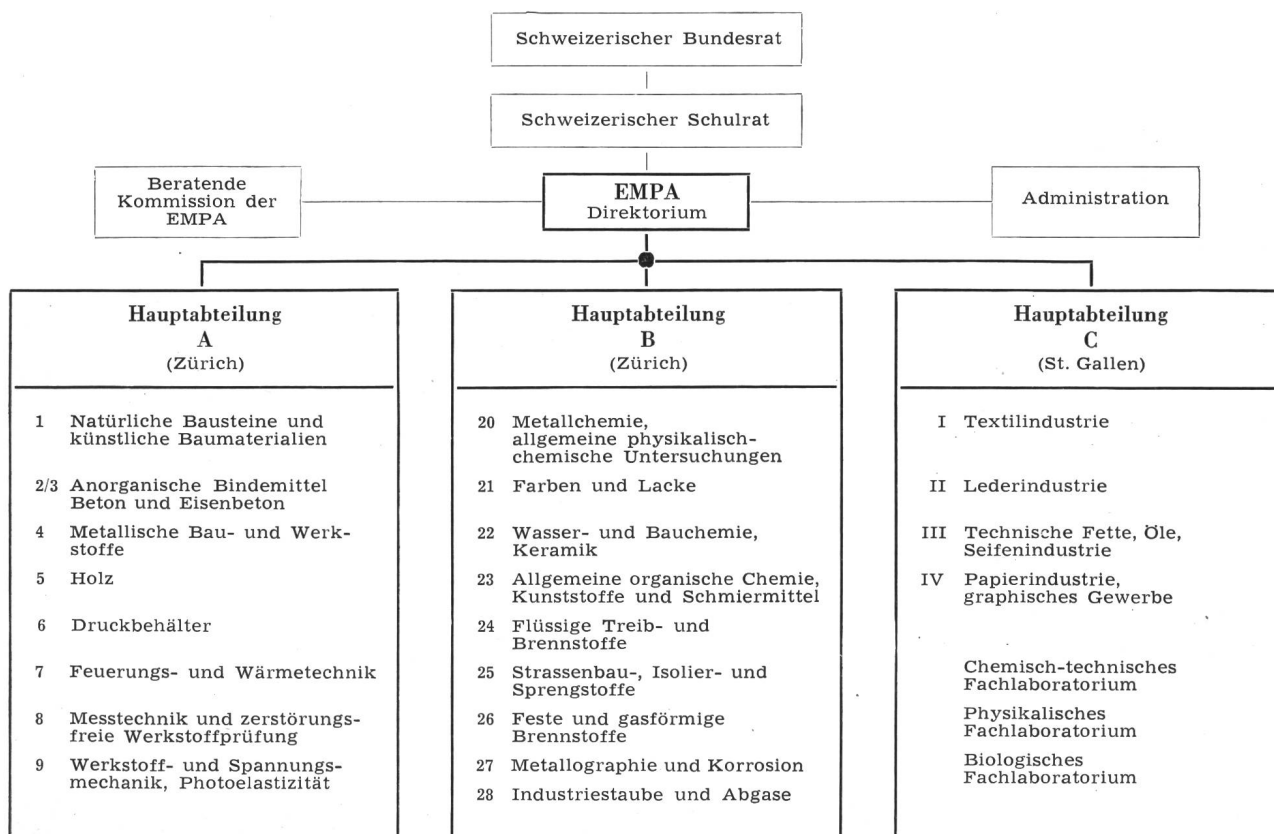 Schweizerischer Bundesrat
Schweizerischer Schulrat
Beratende
Kommission der
EMPA
EMPA
Direktorium
Administration
Hauptabteilung
A
(Zürich)
1 Natürliche Bausteine und
künstliche Baumaterialien
2/3 Anorganische Bindemittel
Beton und Eisenbeton
4 Metallische Bau- und Werk-
stoffe
5 Holz
6 Druckbehälter
7 Feuerungs- und Wärmetechnik
8 Messtechnik und zerstörungs-
freie Werkstoffprüfung
9 Werkstoff- und Spannungs-
mechanik, Photoelastizität
Hauptabteilung
B
(Zürich)
20 Metallchemie,
allgemeine physikalisch-
chemische Untersuchungen
21 Farben und Lacke
22 Wasser- und Bauchemie,
Keramik
23 Allgemeine organische Chemie,
Kunststoffe und Schmiermittel
24 Flüssige Treib- und
Brennstoffe
25 Strassenbau-, Isolier- und
Sprengstoffe
26 Feste und gasförmige
Brennstoffe
27 Metallographie und Korrosion
28 Industriestaube und Abgase
Hauptabteilung
C
(St. Gallen)
I Textilindustrie
II Lederindustrie
III Technische Fette, Öle,
Seifenindustrie
IV Papierindustrie,
graphisches Gewerbe
Chemisch-technisches
Fachlaboratorium
Physikalisches
Fachlaboratorium
Biologisches
Fachlaboratorium